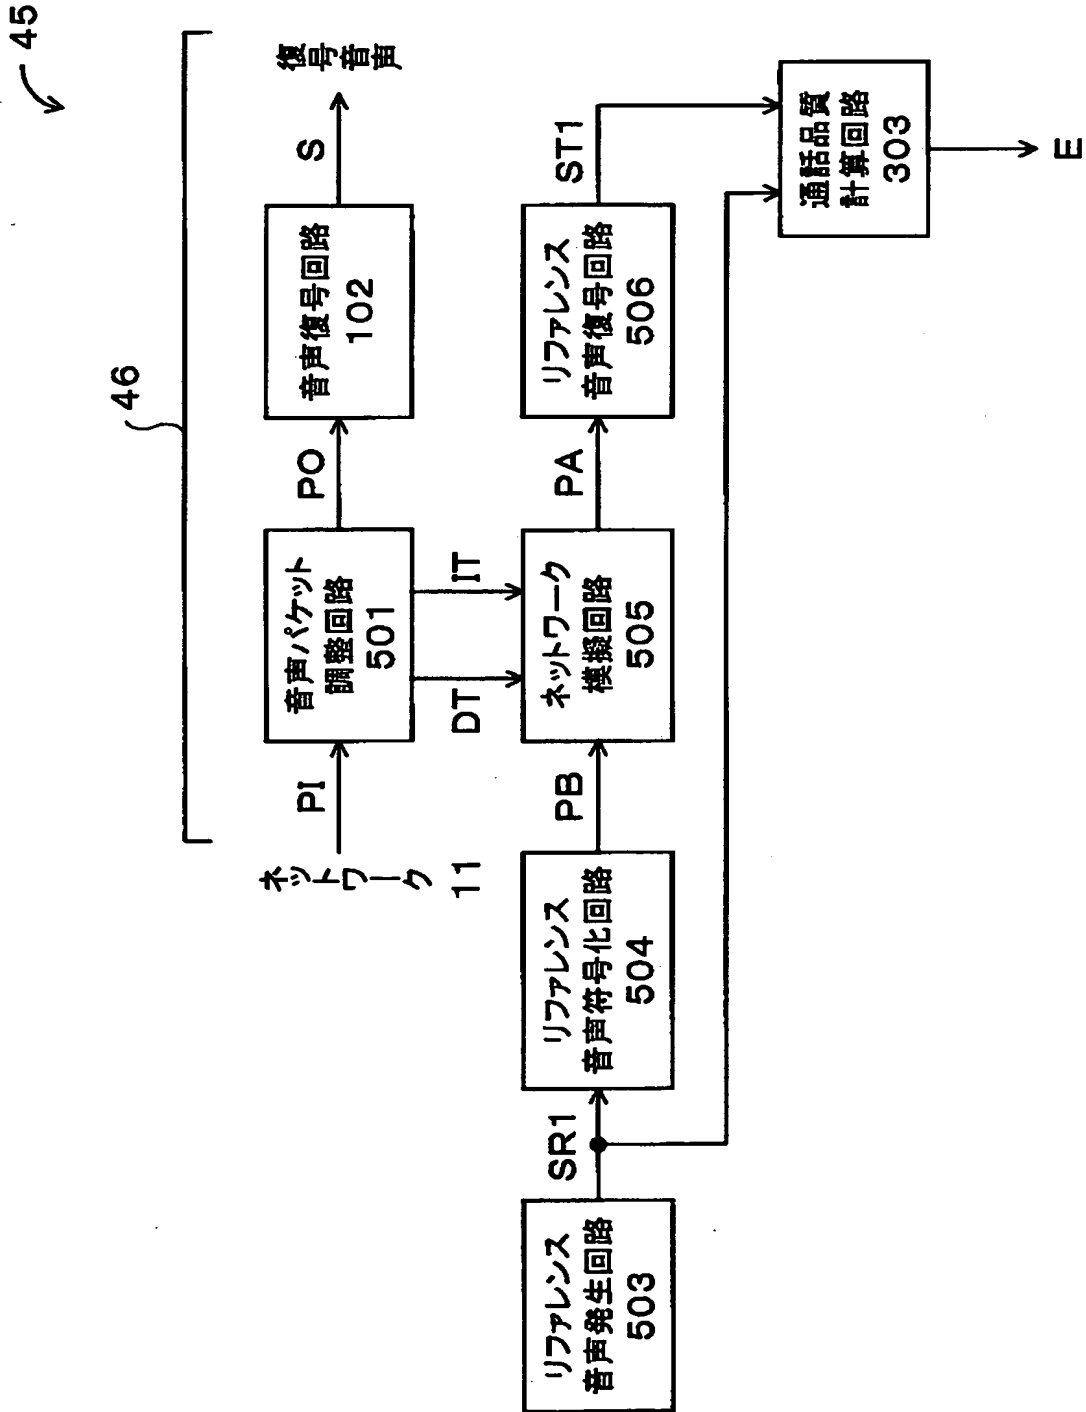 45
46
ネットワーク
11
PI
音声パケット
調整回路
501
PO
音声復号回路
102
S
復号音声
DT
IT
リファレンス
音声発生回路
503
SR1
リファレンス
音声符号化回路
504
PB
ネットワーク
模擬回路
505
PA
リファレンス
音声復号回路
506
ST1
通話品質
計算回路
303
E